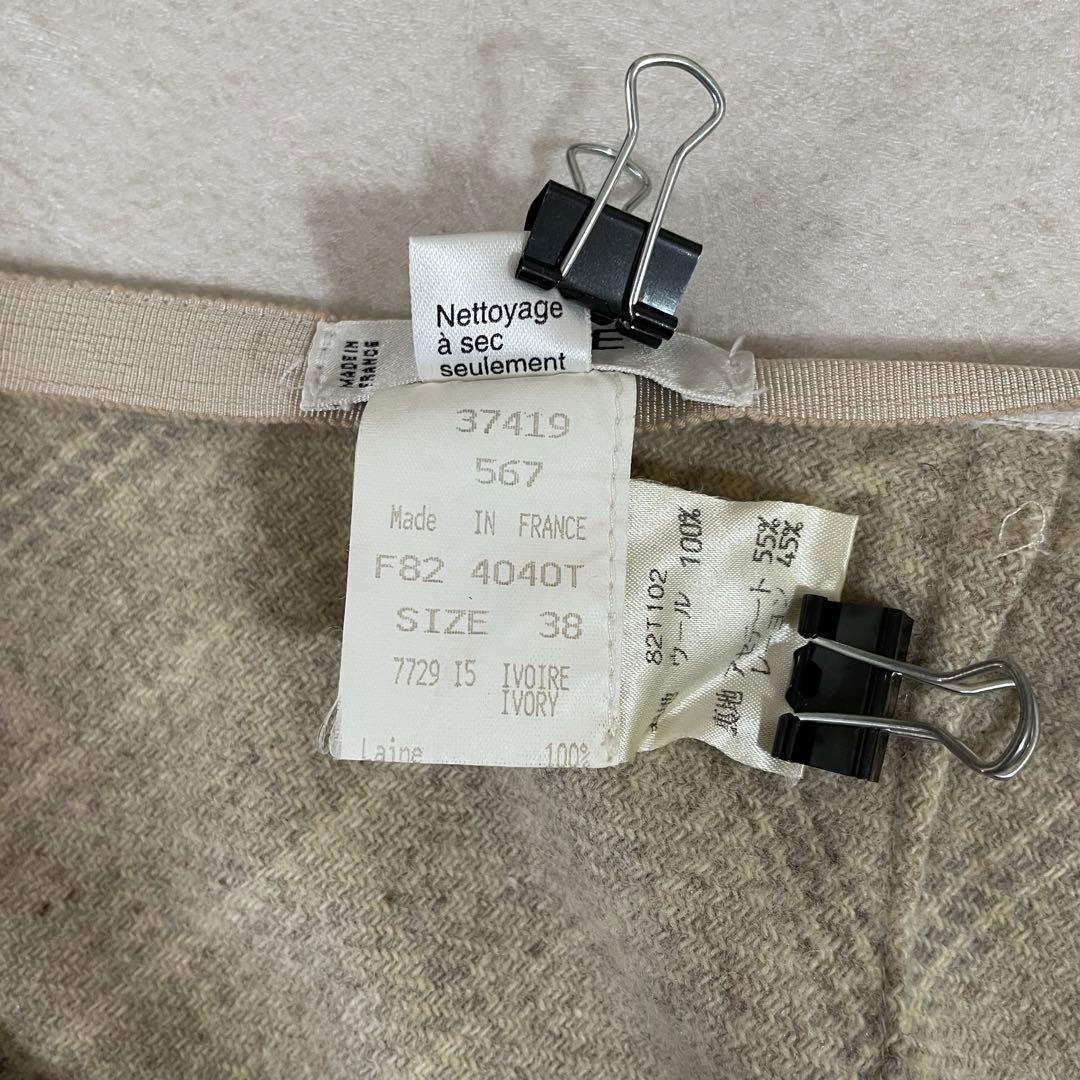 Nettoyage
à sec
seulement
MADE IN
FRANCE
37419
567
Made IN FRANCE
F82 4040T
SIZE 38
7729 I5 IVOIRE
IVORY
Laine 100%
82T102
ウール 100%
55%
45%